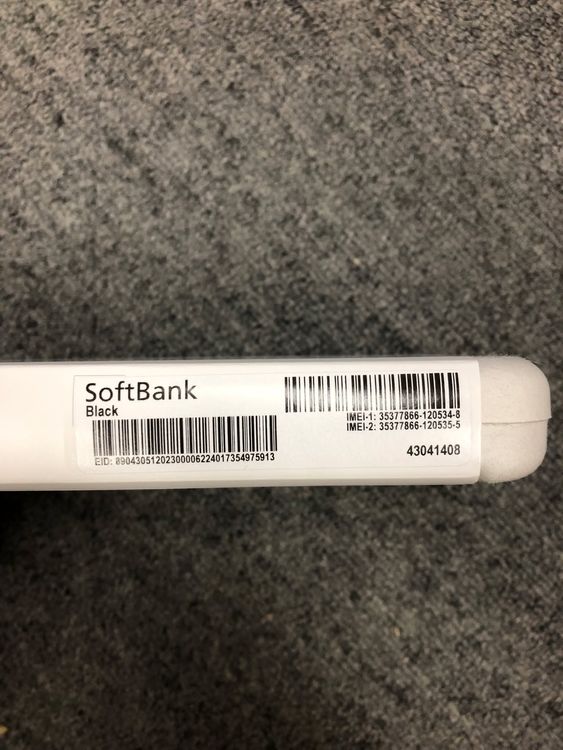 SoftBank
Black
EID: 89043051202300006224017354975913
IMEI-1: 35377866-120534-8
IMEI-2: 35377866-120535-5
43041408